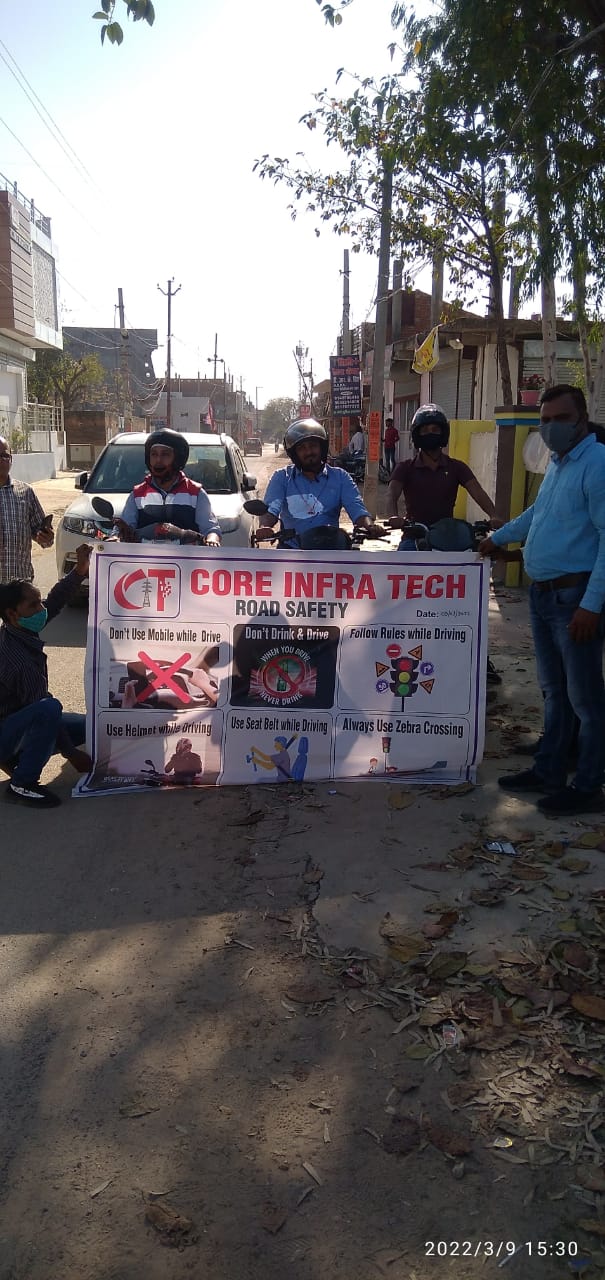 CT
CORE INFRA TECH
ROAD SAFETY
Date:
Don't Use Mobile while Drive
Don't Drink & Drive
Follow Rules while Driving
WHEN YOU DRIVE
NEVER DRINK
Use Helmet while Driving
Use Seat Belt while Driving
Always Use Zebra Crossing
2022/3/9 15:30